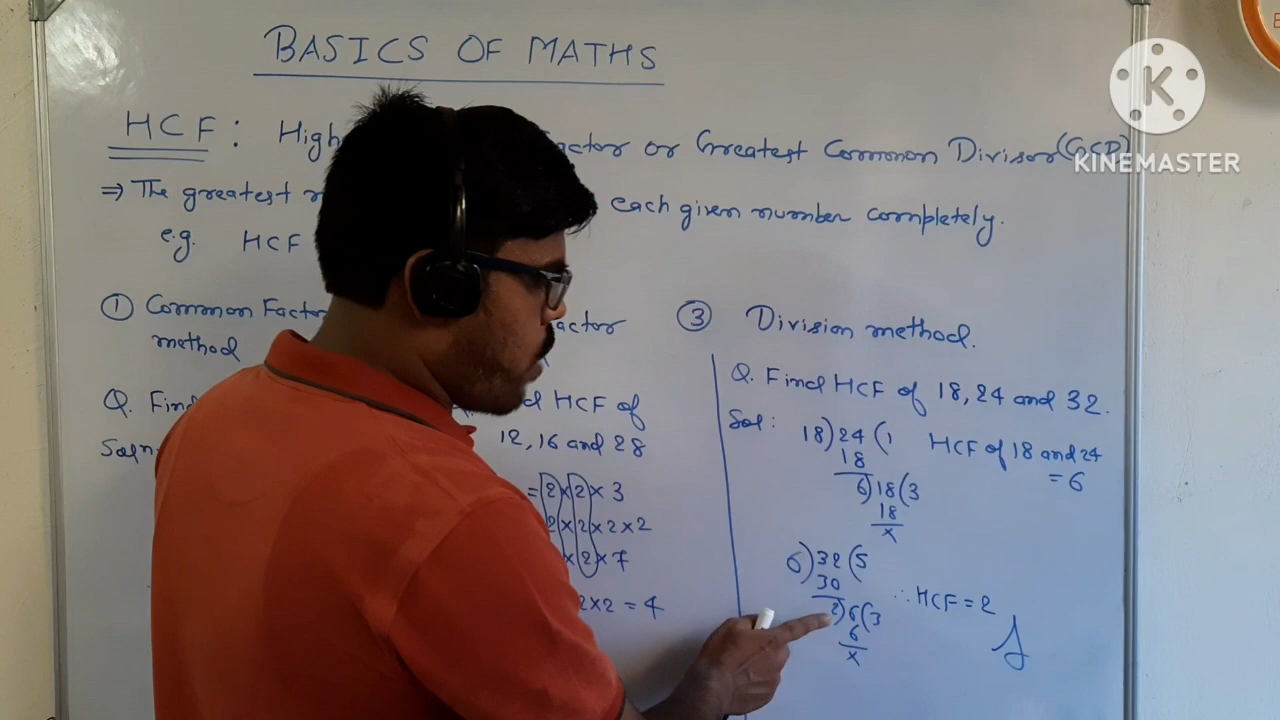 BASICS OF MATHS
HCF : High actor or Greatest Common Divisor (GCD)
⇒ The greatest each given number completely.
e.g. HCF
① Common Factor
method
Q. Find
Soln
actor
HCF of
12, 16 and 28
= 2 × 2 × 3
2 × 2 × 2 × 2
× 2 × 7
2 × 2 = 4
③ Division method.
Q. Find HCF of 18, 24 and 32.
Sol : 18) 24 (1 HCF of 18 and 24
18 = 6
6) 18 (3
18
x
6) 32 (5
30
2) 6 (3 ∴ HCF = 2
6
x
K
KINEMASTER